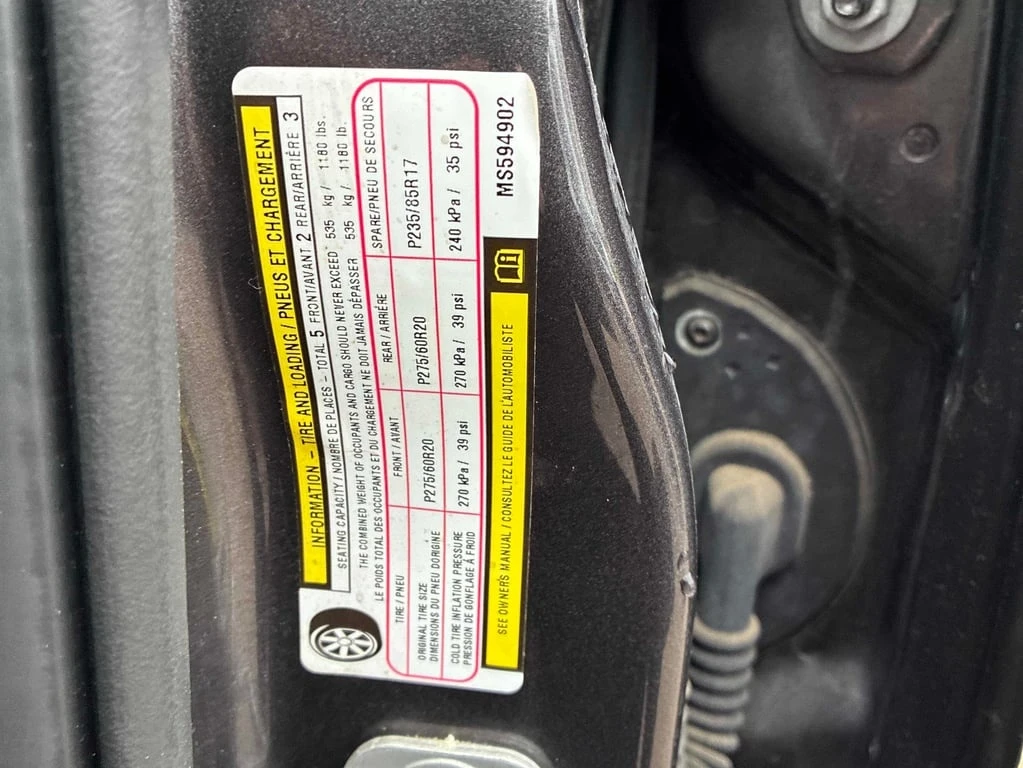 INFORMATION – TIRE AND LOADING / PNEUS ET CHARGEMENT
SEATING CAPACITY / NOMBRE DE PLACES – TOTAL 5 FRONT/AVANT 2 REAR/ARRIÈRE 3
THE COMBINED WEIGHT OF OCCUPANTS AND CARGO SHOULD NEVER EXCEED 535 kg / 1180 lbs.
LE POIDS TOTAL DES OCCUPANTS ET DU CHARGEMENT NE DOIT JAMAIS DÉPASSER 535 kg / 1180 lb.
TIRE / PNEU FRONT / AVANT REAR / ARRIÈRE SPARE/PNEU DE SECOURS
ORIGINAL TIRE SIZE
DIMENSIONS DU PNEU DORIGINE P275/60R20 P275/60R20 P235/85R17
COLD TIRE INFLATION PRESSURE
PRESSION DE GONFLAGE À FROID 270 kPa / 39 psi 270 kPa / 39 psi 240 kPa / 35 psi
SEE OWNER'S MANUAL / CONSULTEZ LE GUIDE DE L'AUTOMOBILISTE
MS594902